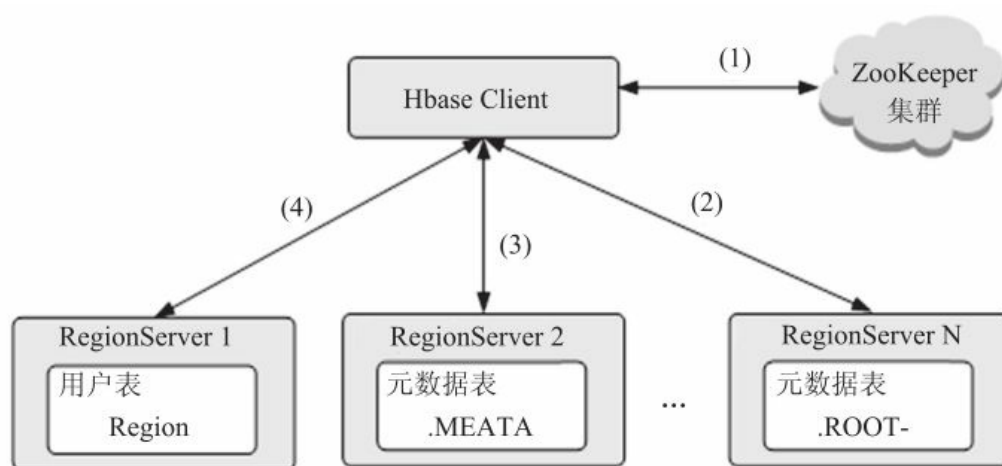 (1)
ZooKeeper
集群
Hbase Client
(4)
(3)
(2)
RegionServer 1
用户表
Region
RegionServer 2
元数据表
.MEATA
...
RegionServer N
元数据表
.ROOT-